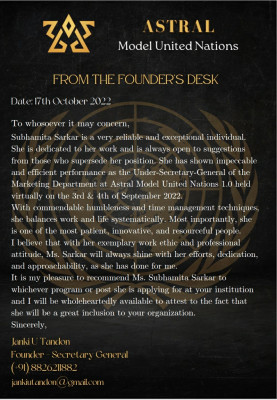 ASTRAL
Model United Nations
FROM THE FOUNDER'S DESK
Date: 17th October 2022
To whosoever it may concern,
Subhamita Sarkar is a very reliable and exceptional individual.
She is dedicated to her work and is always open to suggestions
from those who supersede her position. She has shown impeccable
and efficient performance as the Under-Secretary-General of the
Marketing Department at Astral Model United Nations 1.0 held
virtually on the 3rd & 4th of September 2022.
With commendable humbleness and time management techniques,
she balances work and life systematically. Most importantly, she
is one of the most patient, innovative, and resourceful people.
I believe that with her exemplary work ethic and professional
attitude, Ms. Sarkar will always shine with her efforts, dedication,
and approachability, as she has done for me.
It is my pleasure to recommend Ms. Subhamita Sarkar to
whichever program or post she is applying for at your institution
and I will be wholeheartedly available to attest to the fact that
she will be a great inclusion to your organization.
Sincerely,
Janki U Tandon
Founder - Secretary General
(+91) 8826211882
jankiutandon@gmail.com